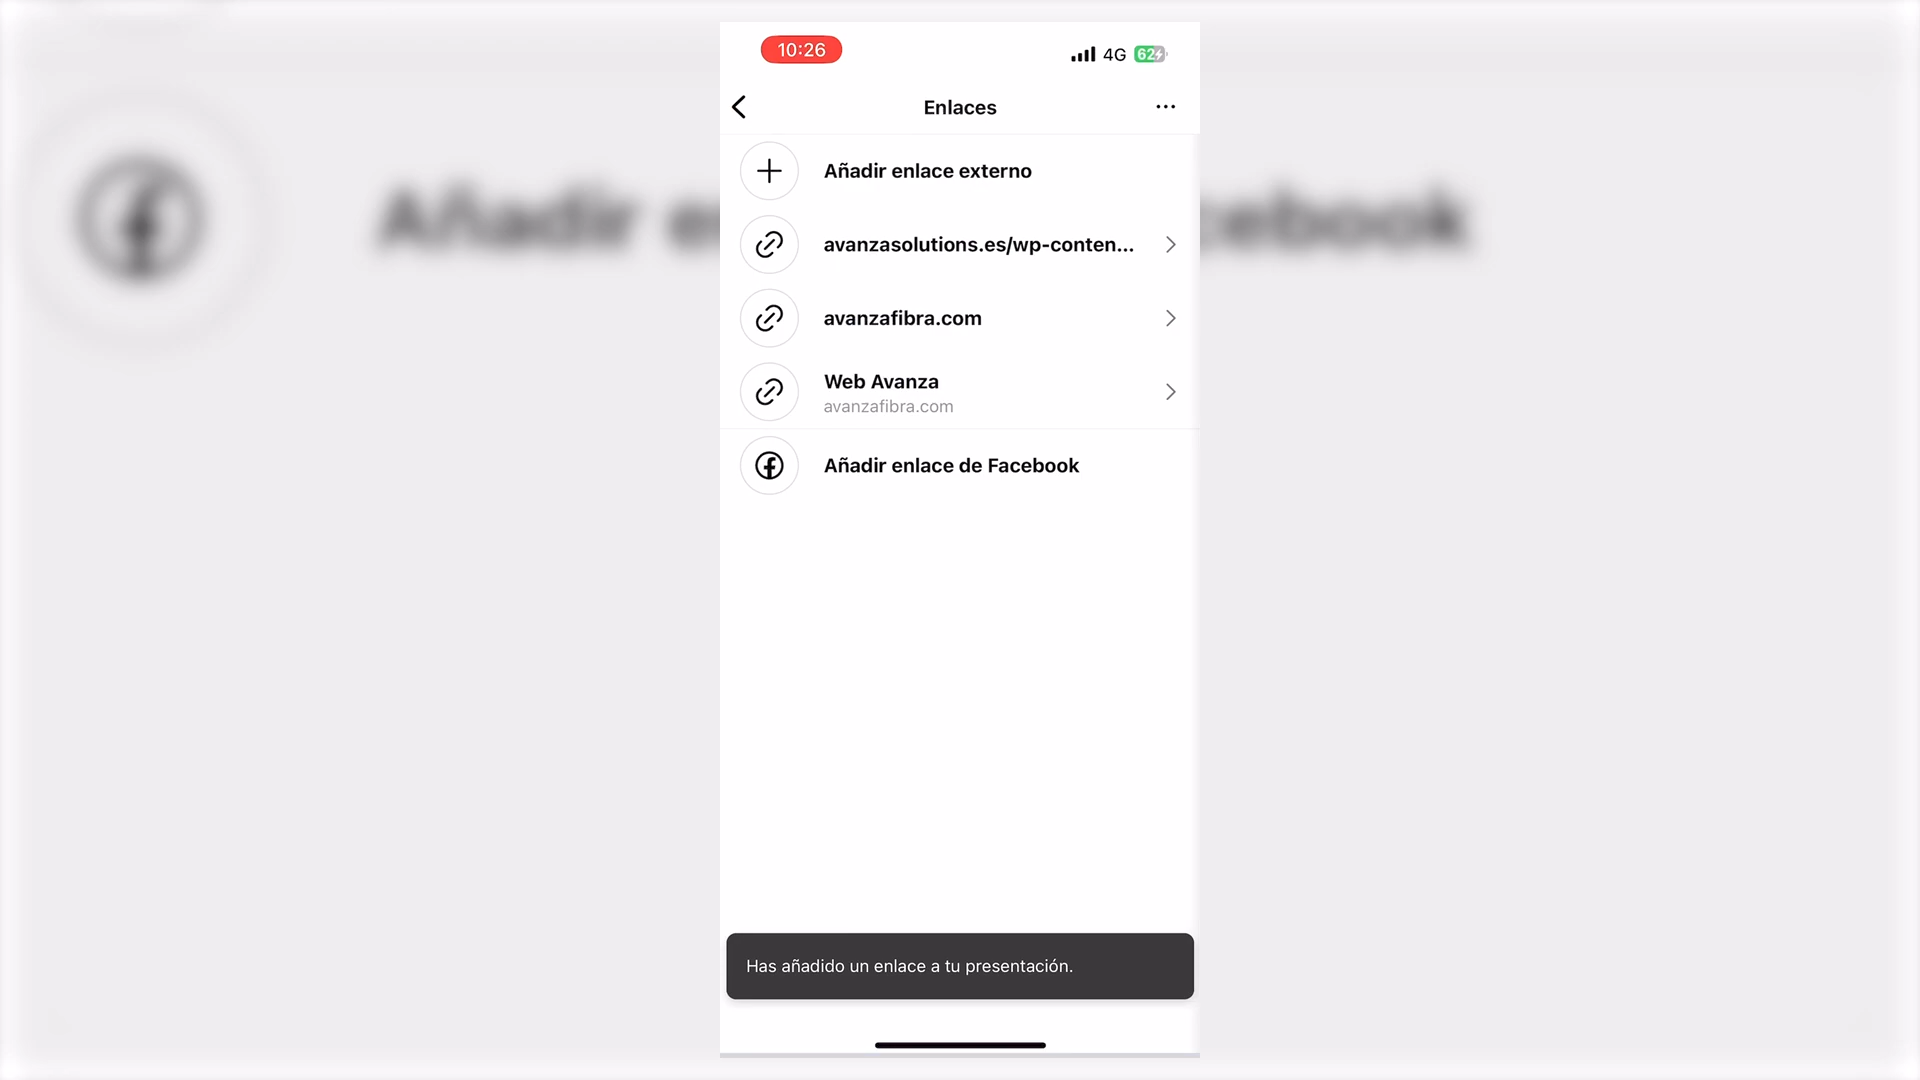 10:26
4G 62
Enlaces
Añadir enlace externo
avanzasolutions.es/wp-conten...
avanzafibra.com
Web Avanza
avanzafibra.com
Añadir enlace de Facebook
Has añadido un enlace a tu presentación.